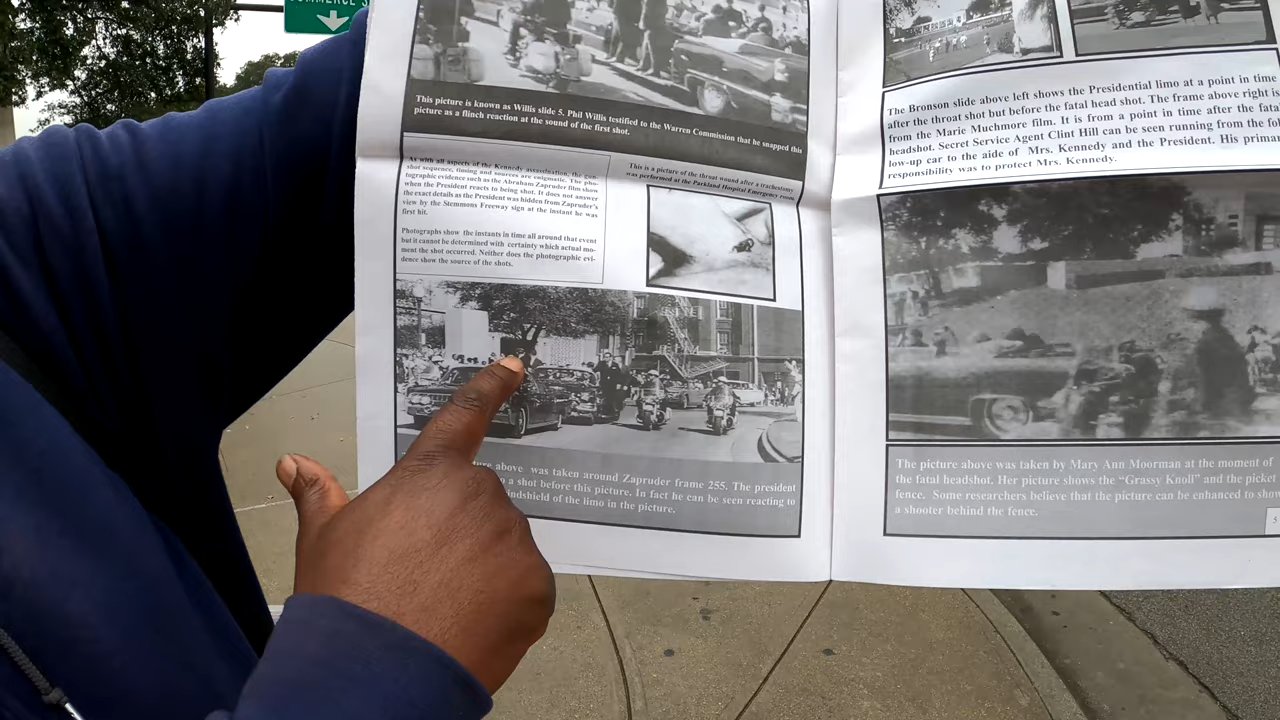 COMMERCE S
This picture is known as Willis slide 5. Phil Willis testified to the Warren Commission that he snapped this
picture as a flinch reaction at the sound of the first shot.
As with all aspects of the Kennedy assassination, the gun-
shot sequence, timing and sources are enigmatic. The pho-
tographic evidence such as the Abraham Zapruder film show
when the President reacts to being shot. It does not answer
the exact details as the President was hidden from Zapruder's
view by the Stemmons Freeway sign at the instant he was
first hit.
Photographs show the instants in time all around that event
but it cannot be determined with certainty which actual mo-
ment the shot occurred. Neither does the photographic evi-
dence show the source of the shots.
This is a picture of the throat wound after a trachestomy
was performed at the Parkland Hospital Emergency room
ture above was taken around Zapruder frame 255. The president
a shot before this picture. In fact he can be seen reacting to
indshield of the limo in the picture.
The Bronson slide above left shows the Presidential limo at a point in time
after the throat shot but before the fatal head shot. The frame above right is
from the Marie Muchmore film. It is from a point in time after the fata
headshot. Secret Service Agent Clint Hill can be seen running from the fol
low-up car to the aide of Mrs. Kennedy and the President. His primar
responsibility was to protect Mrs. Kennedy.
The picture above was taken by Mary Ann Moorman at the moment of
the fatal headshot. Her picture shows the “Grassy Knoll” and the picket
fence. Some researchers believe that the picture can be enhanced to show
a shooter behind the fence.
5